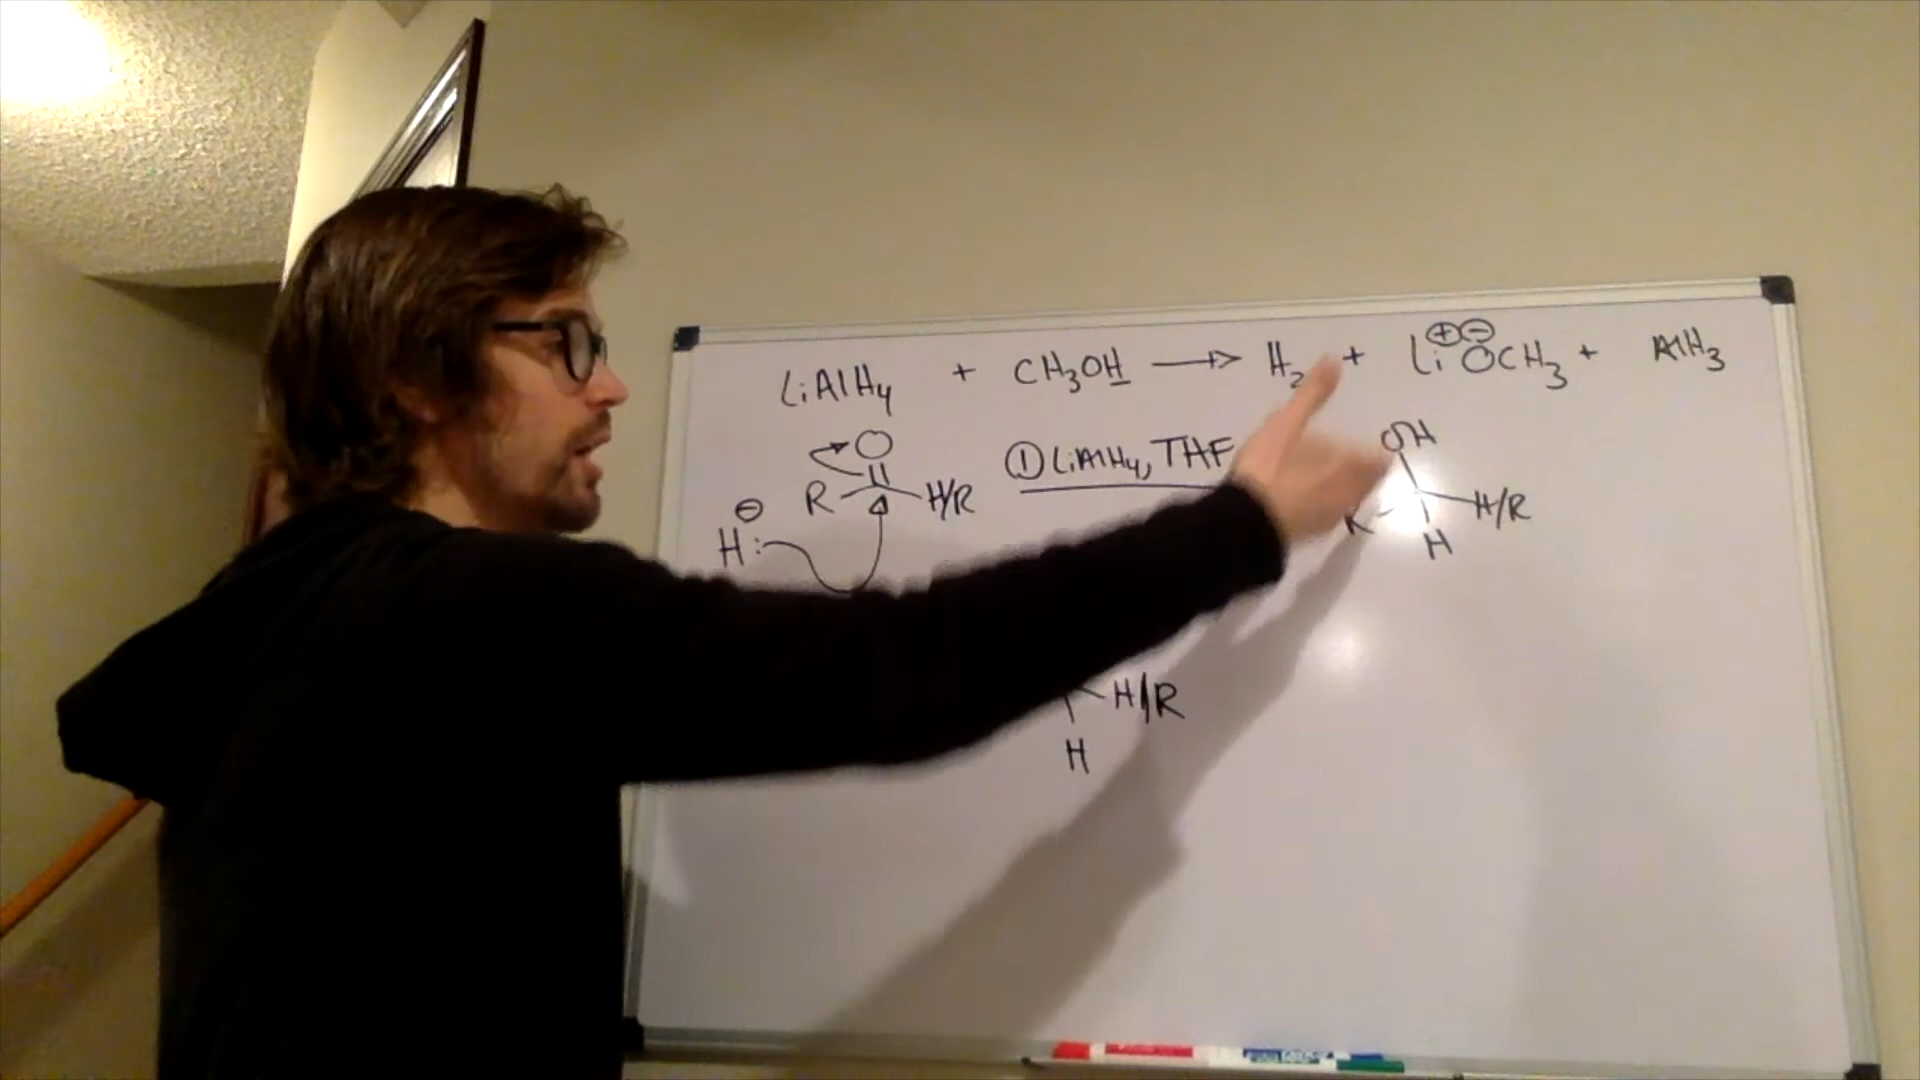 LiAlH4 + CH3OH → H2 + Li⊕ ⊖OCH3 + AlH3
O ① LiAlH4, THF OH
R H/R H/R
⊖
H: H
H/R
H